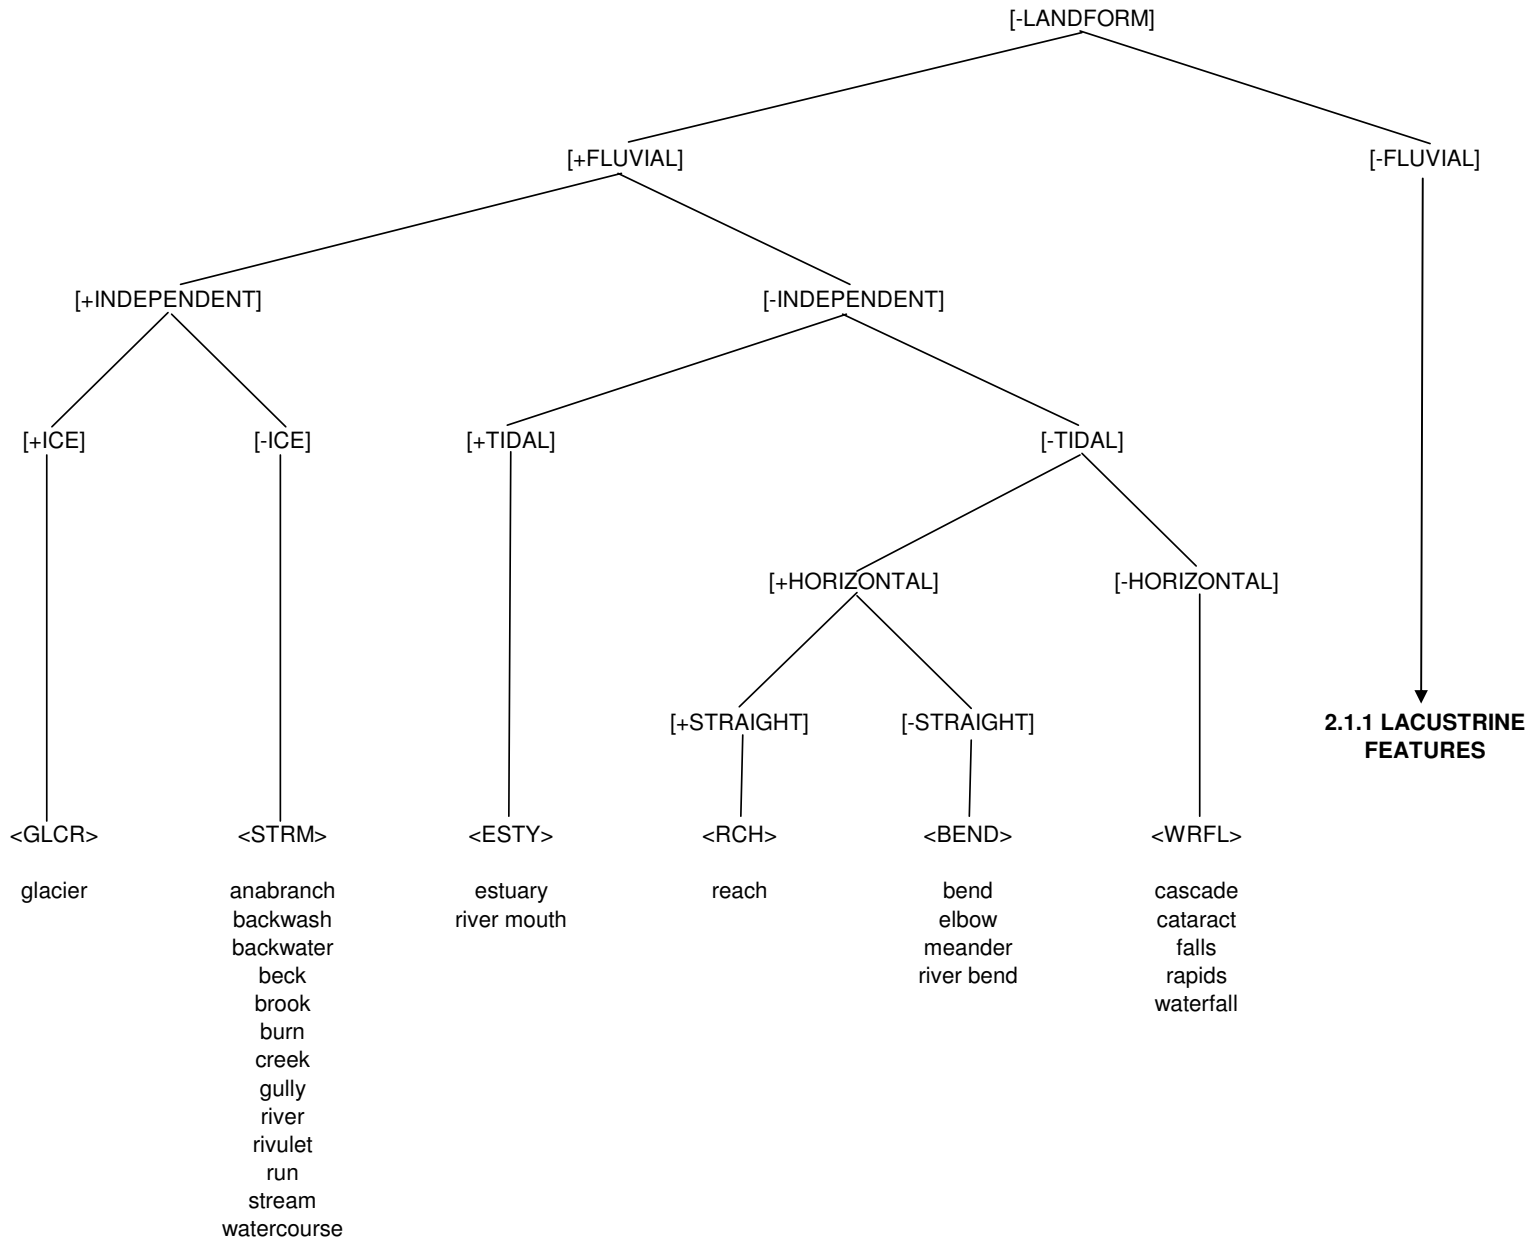 [-LANDFORM]
[+FLUVIAL]
[-FLUVIAL]
[+INDEPENDENT]
[-INDEPENDENT]
[+ICE]
[-ICE]
[+TIDAL]
[-TIDAL]
[+HORIZONTAL]
[-HORIZONTAL]
[+STRAIGHT]
[-STRAIGHT]
2.1.1 LACUSTRINE
FEATURES
<GLCR>
glacier
<STRM>
anabranch
backwash
backwater
beck
brook
burn
creek
gully
river
rivulet
run
stream
watercourse
<ESTY>
estuary
river mouth
<RCH>
reach
<BEND>
bend
elbow
meander
river bend
<WRFL>
cascade
cataract
falls
rapids
waterfall